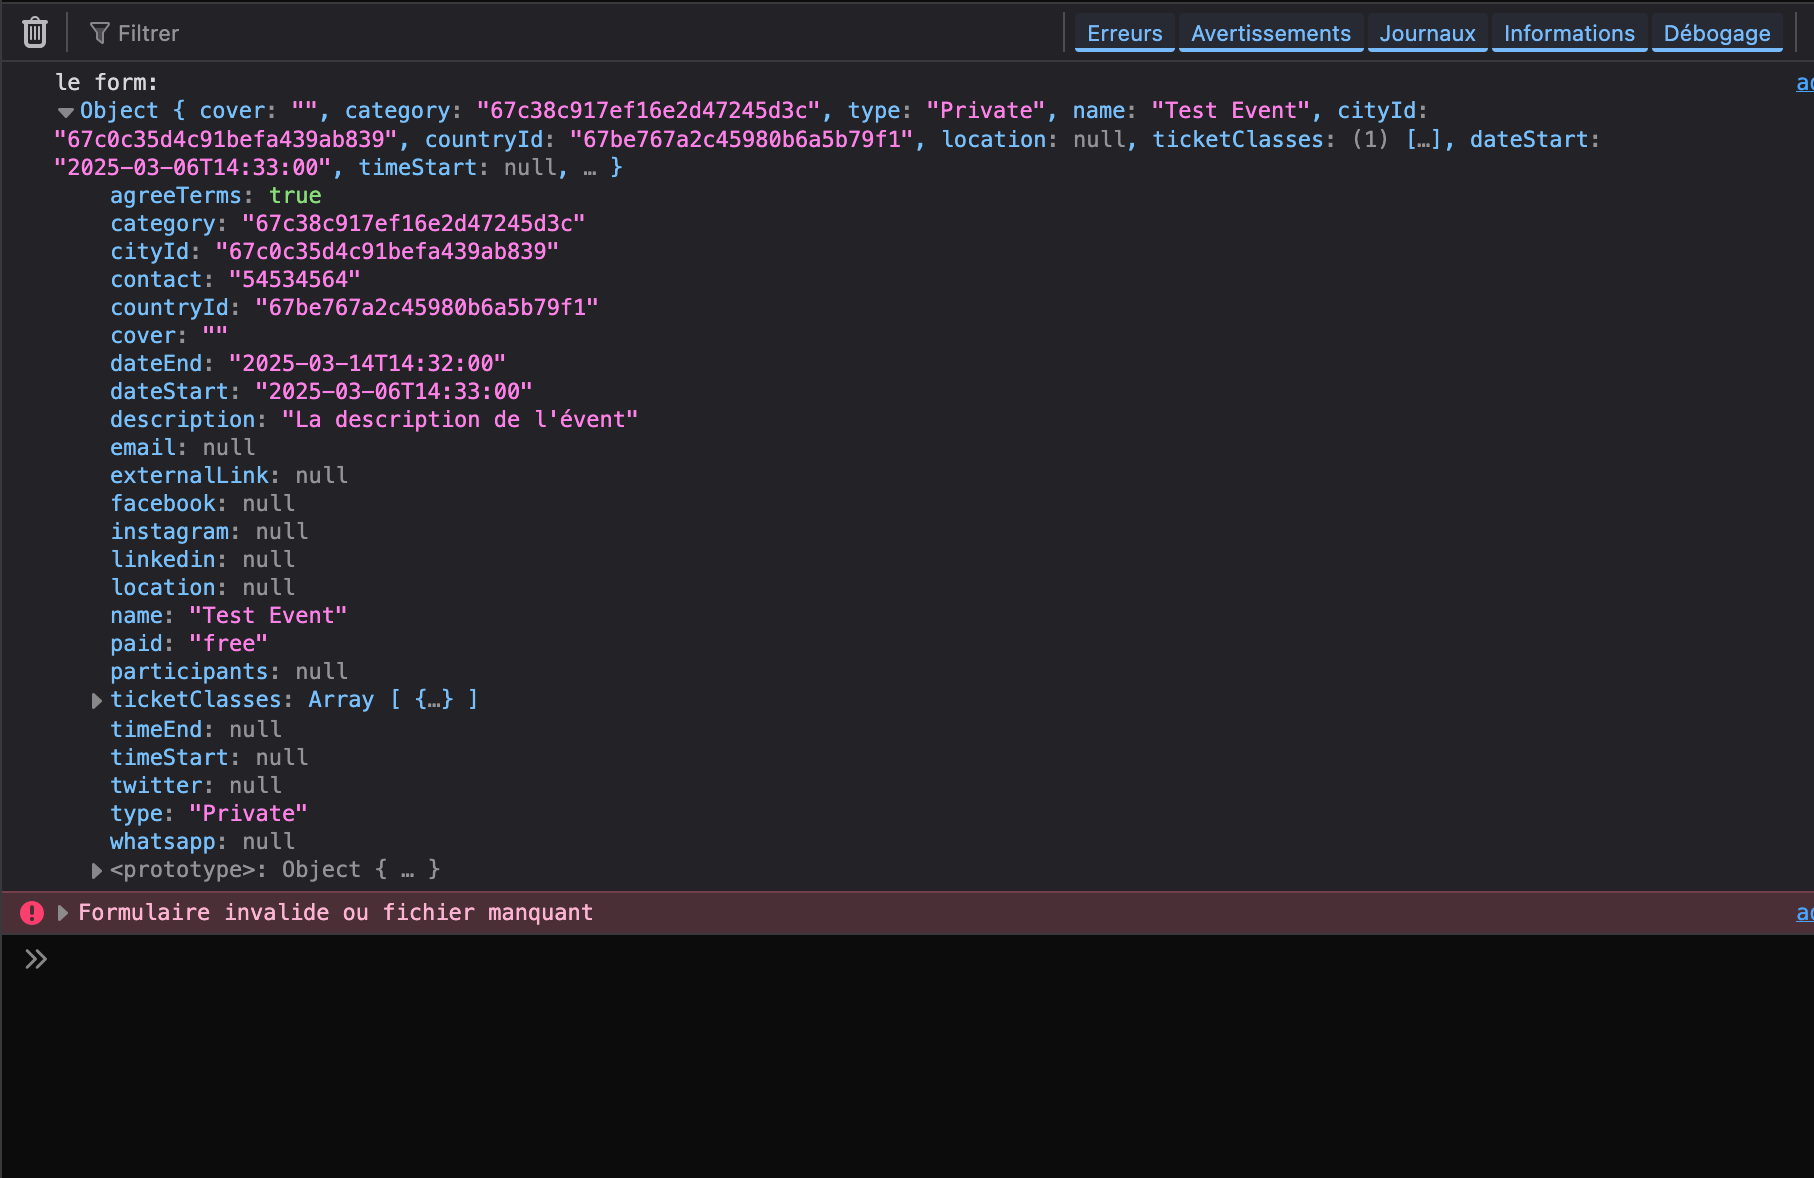 Filtrer
Erreurs Avertissements Journaux Informations Débogage
le form:
Object { cover: "", category: "67c38c917ef16e2d47245d3c", type: "Private", name: "Test Event", cityId:
"67c0c35d4c91befa439ab839", countryId: "67be767a2c45980b6a5b79f1", location: null, ticketClasses: (1) […], dateStart:
"2025-03-06T14:33:00", timeStart: null, … }
agreeTerms: true
category: "67c38c917ef16e2d47245d3c"
cityId: "67c0c35d4c91befa439ab839"
contact: "54534564"
countryId: "67be767a2c45980b6a5b79f1"
cover: ""
dateEnd: "2025-03-14T14:32:00"
dateStart: "2025-03-06T14:33:00"
description: "La description de l'évent"
email: null
externalLink: null
facebook: null
instagram: null
linkedin: null
location: null
name: "Test Event"
paid: "free"
participants: null
ticketClasses: Array [ {…} ]
timeEnd: null
timeStart: null
twitter: null
type: "Private"
whatsapp: null
<prototype>: Object { … }
Formulaire invalide ou fichier manquant